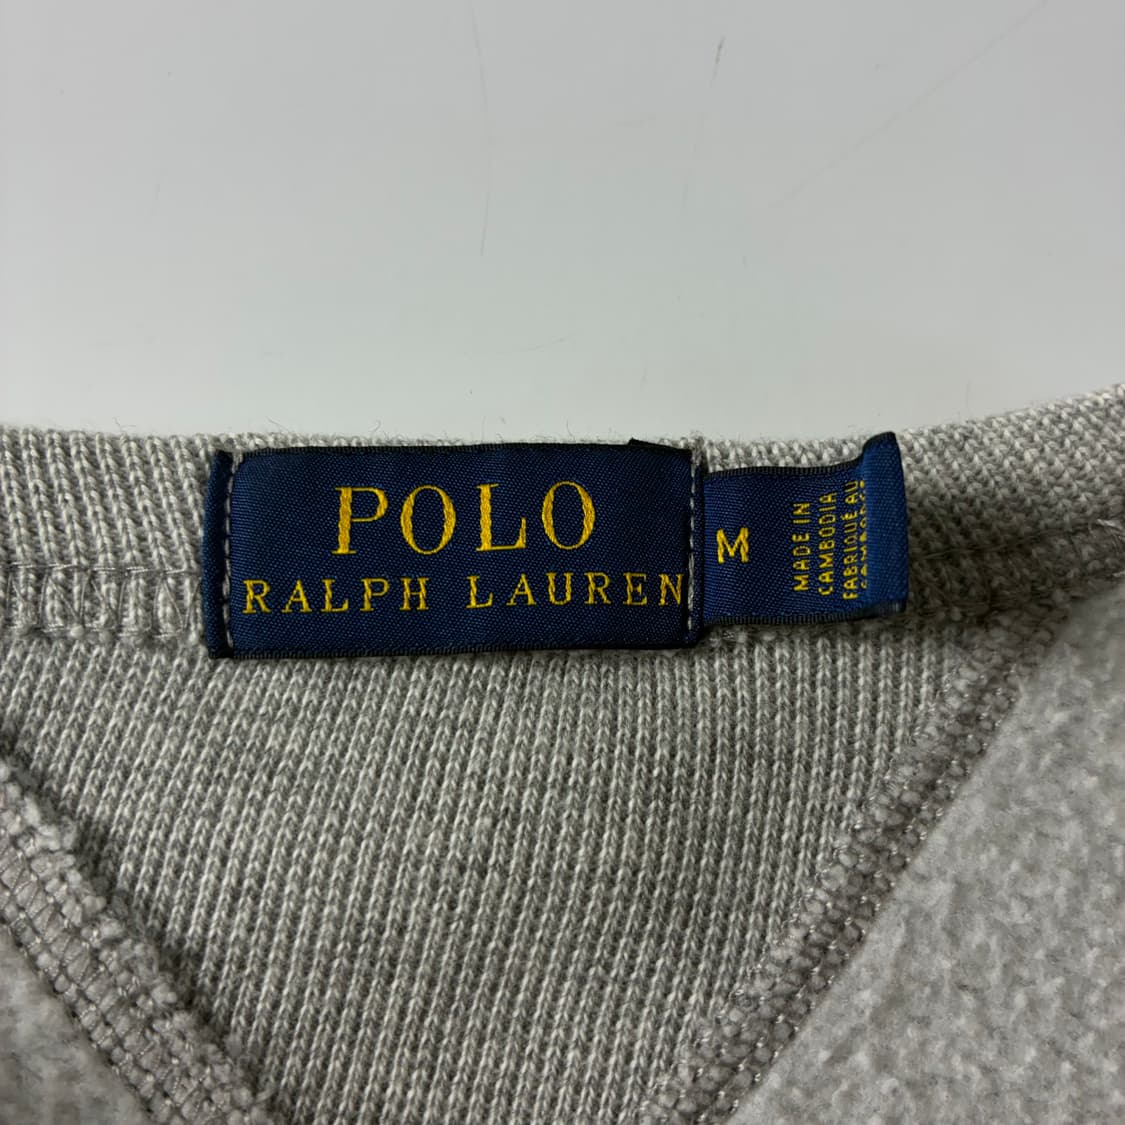 POLO
RALPH LAUREN
M
MADE IN
CAMBODIA
FABRIQUÉ AU